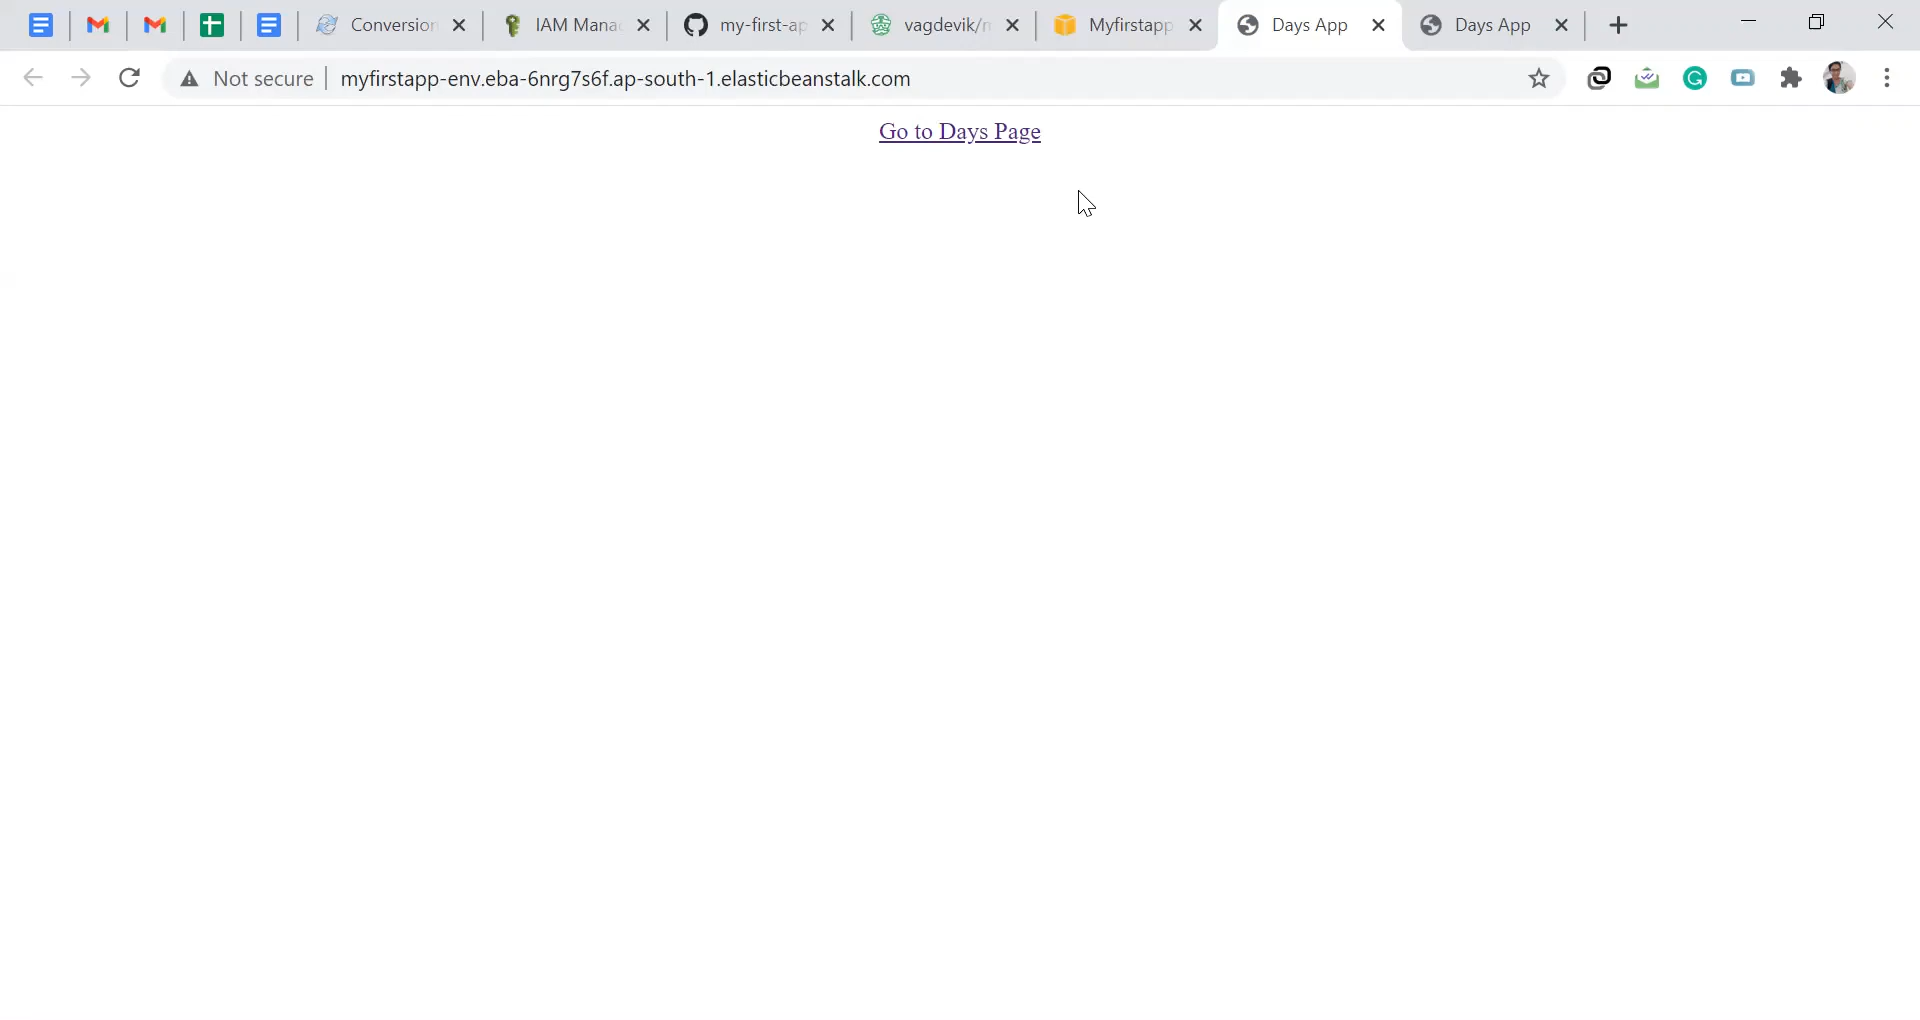 Conversion
IAM Mana
my-first-ap
vagdevik/
Myfirstapp
Days App
Days App
Not secure
myfirstapp-env.eba-6nrg7s6f.ap-south-1.elasticbeanstalk.com
Go to Days Page